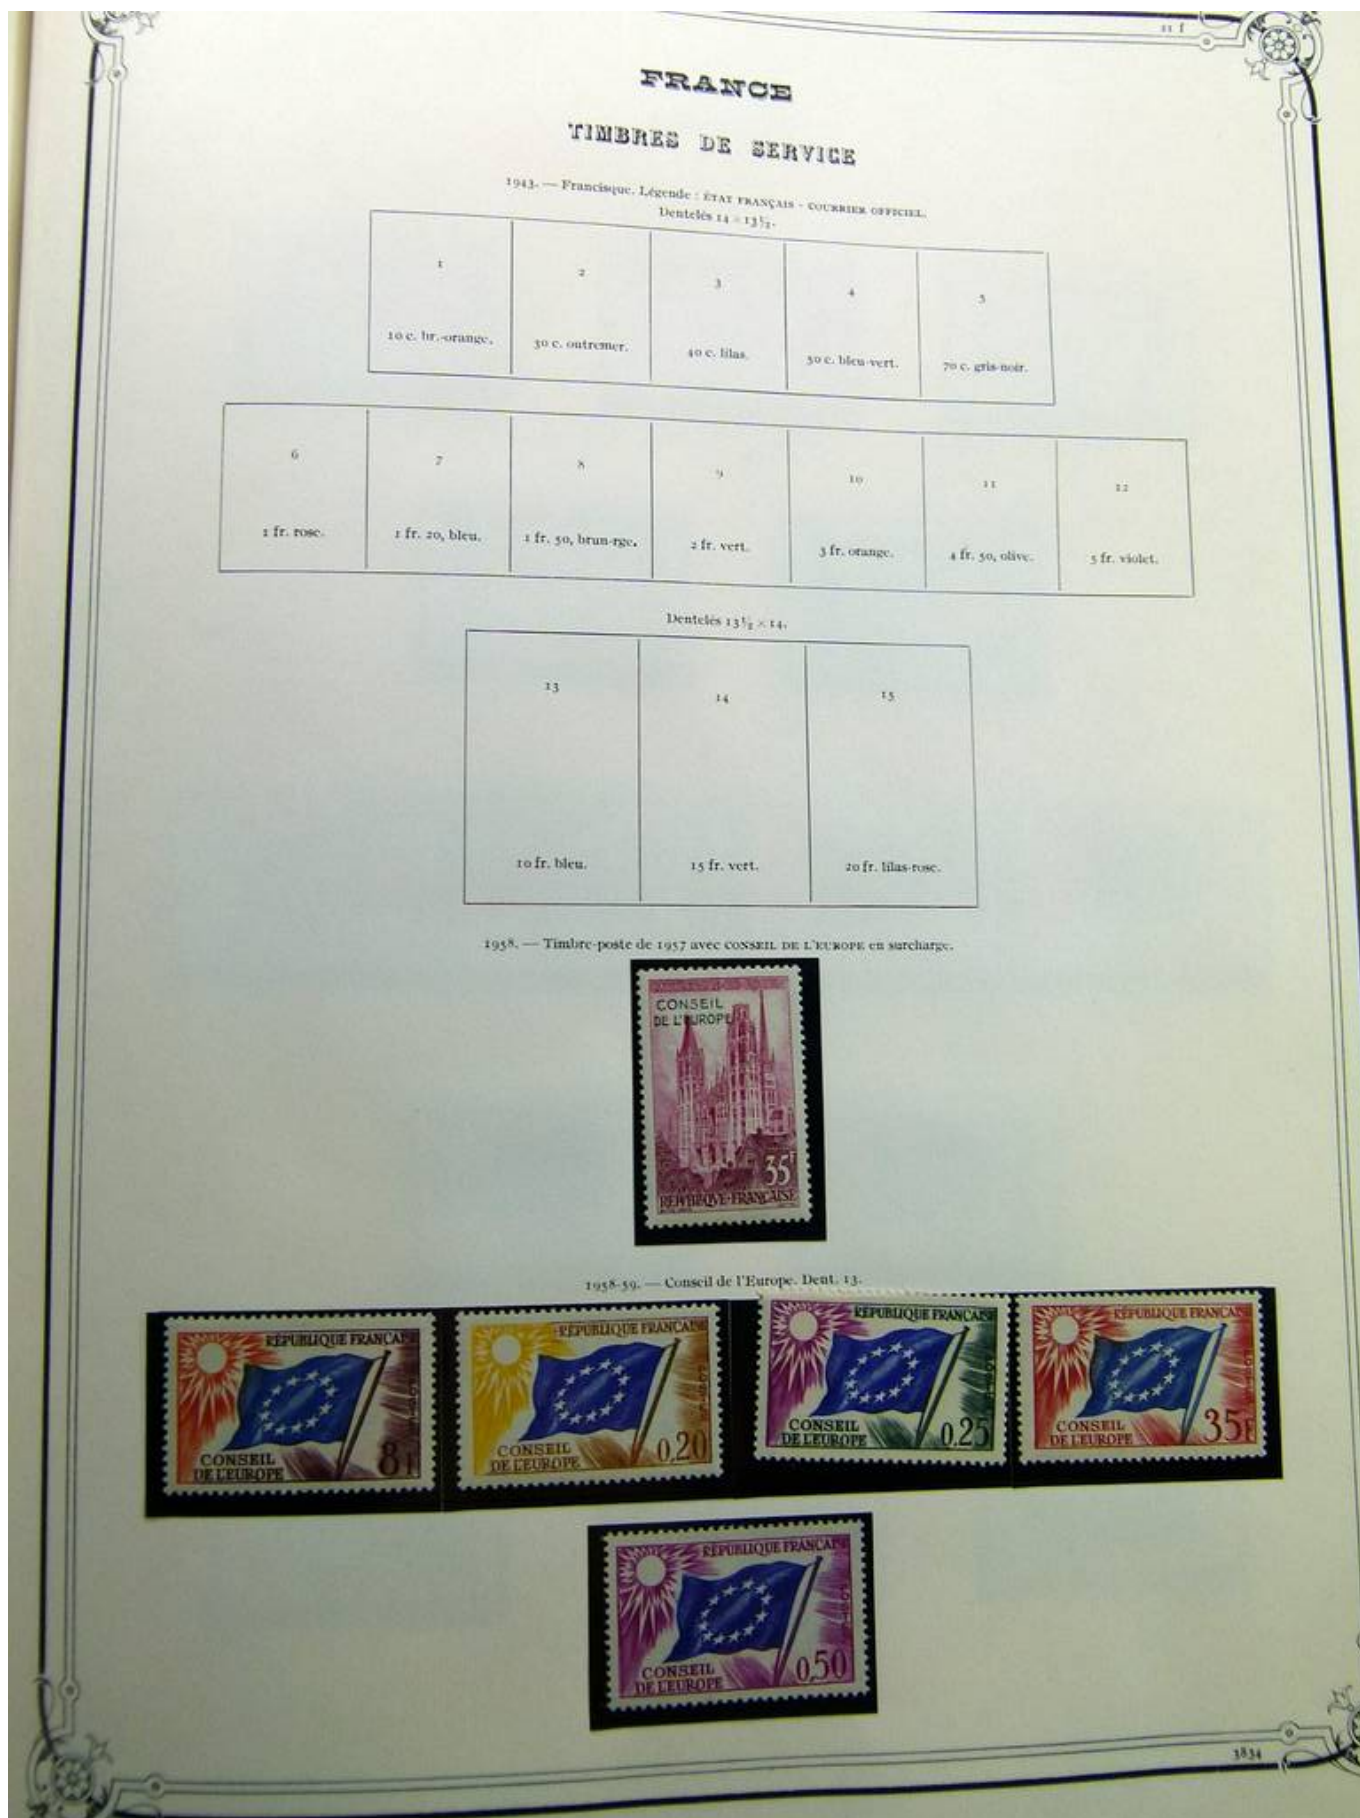 11 f
FRANCE
TIMBRES DE SERVICE
1943. — Francisque. Légende : ÉTAT FRANÇAIS - COURRIER OFFICIEL.
Dentelés 14 × 13½.
1
2
3
4
5
10 c. br.-orange.
30 c. outremer.
40 c. lilas.
50 c. bleu-vert.
70 c. gris-noir.
6
7
8
9
10
11
12
1 fr. rose.
1 fr. 20, bleu.
1 fr. 50, brun-rge.
2 fr. vert.
3 fr. orange.
4 fr. 50, olive.
5 fr. violet.
Dentelés 13½ × 14.
13
14
15
10 fr. bleu.
15 fr. vert.
20 fr. lilas-rose.
1958. — Timbre-poste de 1957 avec CONSEIL DE L'EUROPE en surcharge.
CONSEIL
DE L'EUROPE
35F
REPVBLIQVE·FRANÇAISE
1958-59. — Conseil de l'Europe. Dent. 13.
RÉPUBLIQUE FRANÇAISE
CONSEIL
DE L'EUROPE
8F
RÉPUBLIQUE FRANÇAISE
CONSEIL
DE L'EUROPE
0,20
RÉPUBLIQUE FRANÇAISE
CONSEIL
DE L'EUROPE
0,25
RÉPUBLIQUE FRANÇAISE
CONSEIL
DE L'EUROPE
35F
RÉPUBLIQUE FRANÇAISE
CONSEIL
DE L'EUROPE
0,50
3834